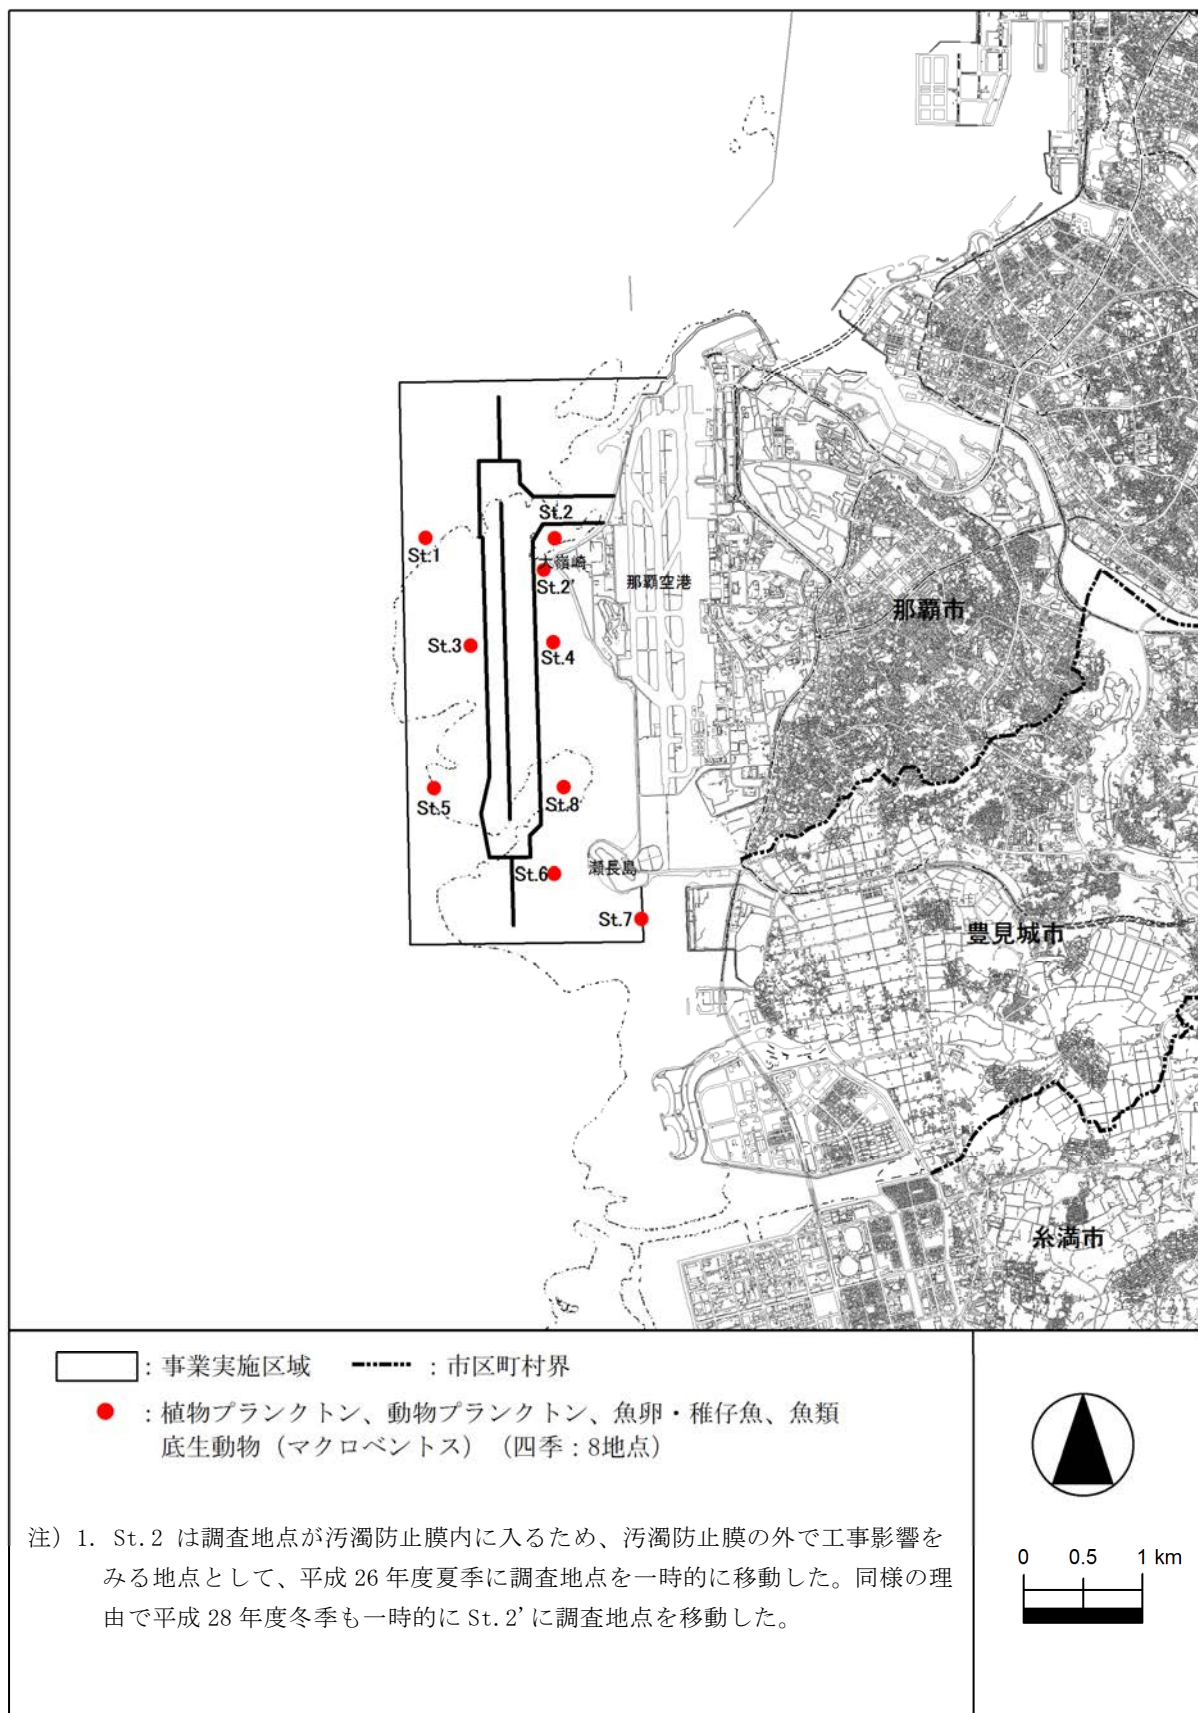 St.2
St.1
大嶺崎
St.2'
那覇空港
那覇市
St.3
St.4
St.5
St.8
St.6
瀬長島
St.7
豊見城市
糸満市
：事業実施区域 ：市区町村界
：植物プランクトン、動物プランクトン、魚卵・稚仔魚、魚類
底生動物（マクロベントス）（四季：8地点）
注）1. St.2 は調査地点が汚濁防止膜内に入るため、汚濁防止膜の外で工事影響を
みる地点として、平成 26 年度夏季に調査地点を一時的に移動した。同様の理
由で平成 28 年度冬季も一時的に St.2’に調査地点を移動した。
0 0.5 1 km